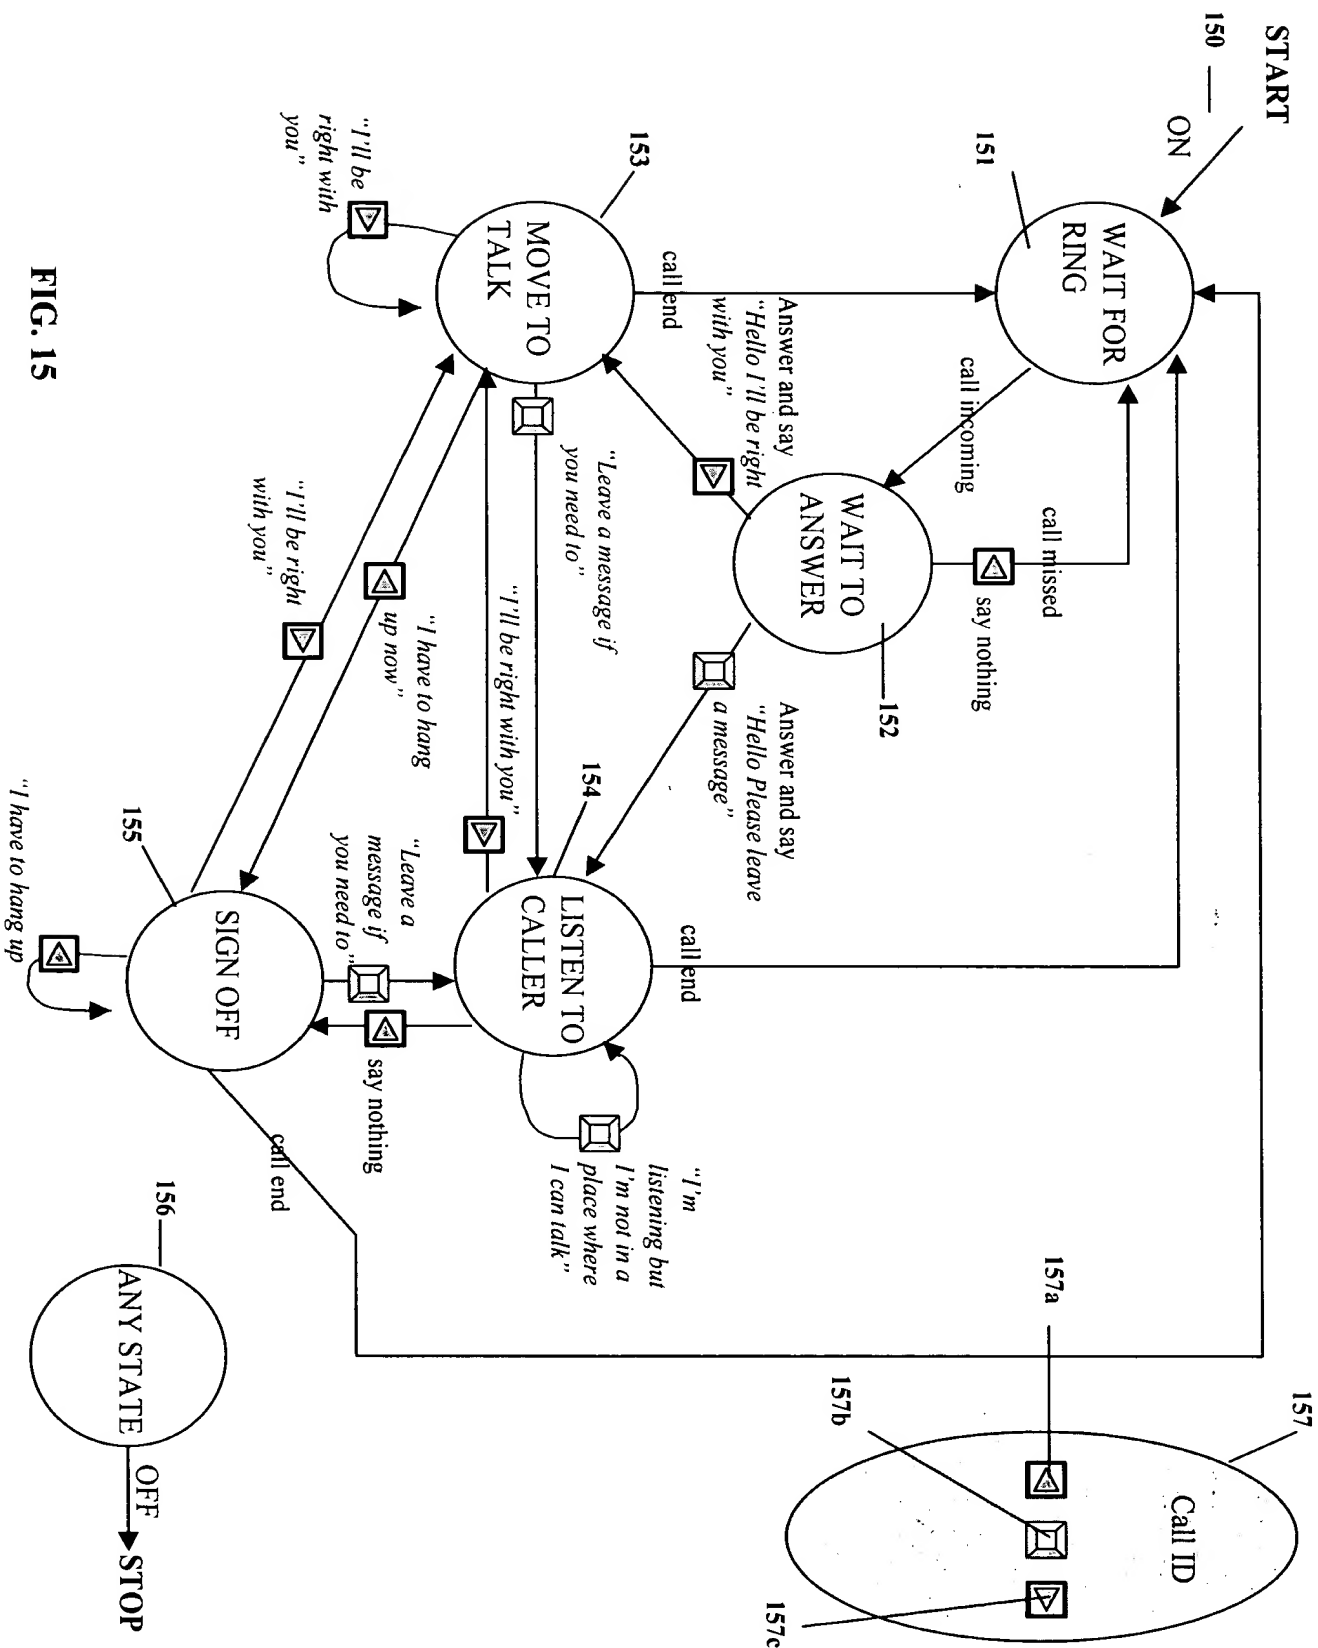 START
150
ON
151
WAIT FOR
RING
call incoming
call missed
say nothing
WAIT TO
ANSWER
152
153
call end
Answer and say
“Hello I'll be right
with you”
Answer and say
“Hello Please leave
a message”
MOVE TO
TALK
“I'll be
right with
you”
“Leave a message if
you need to”
“I'll be right with you”
154
LISTEN TO
CALLER
call end
“I'm
listening but
I'm not in a
place where
I can talk”
“I have to hang
up now”
“I'll be right
with you”
“Leave a
message if
you need to”
say nothing
155
SIGN OFF
“I have to hang up
call end
156
ANY STATE
OFF
STOP
157
Call ID
157a
157b
157c
FIG. 15